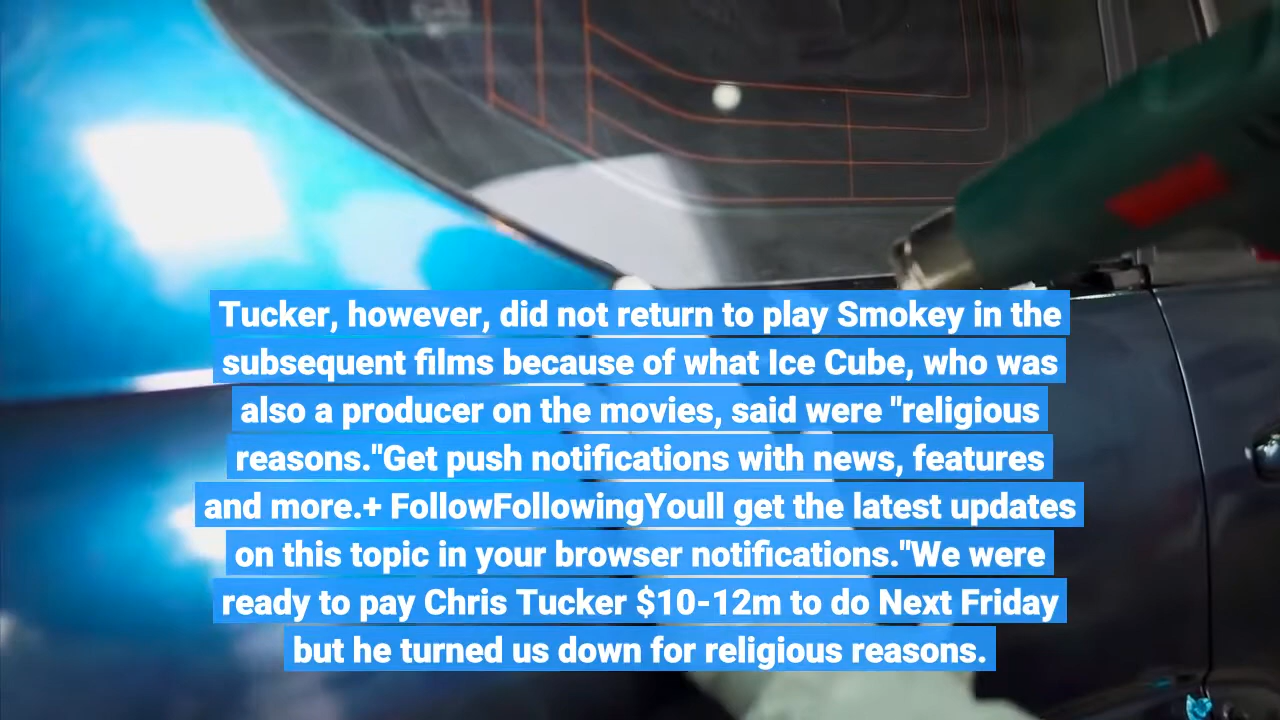 Tucker, however, did not return to play Smokey in the
subsequent films because of what Ice Cube, who was
also a producer on the movies, said were "religious
reasons."Get push notifications with news, features
and more.+ FollowFollowingYoull get the latest updates
on this topic in your browser notifications."We were
ready to pay Chris Tucker $10-12m to do Next Friday
but he turned us down for religious reasons.